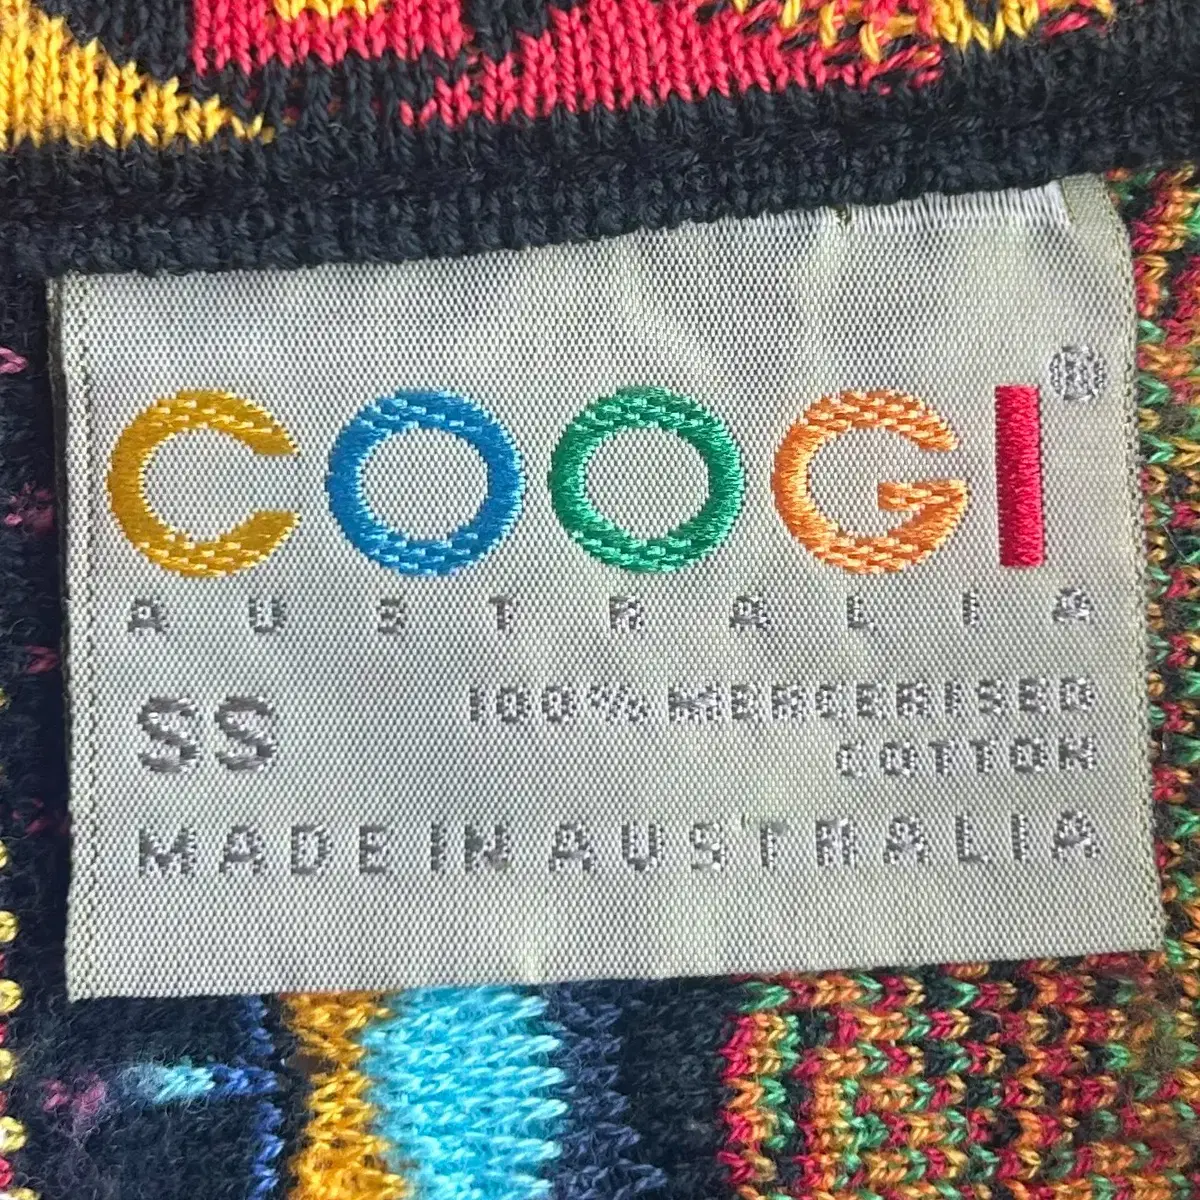 COOGI®
AUSTRALIA
SS 100% MERCERISED
COTTON
MADE IN AUSTRALIA